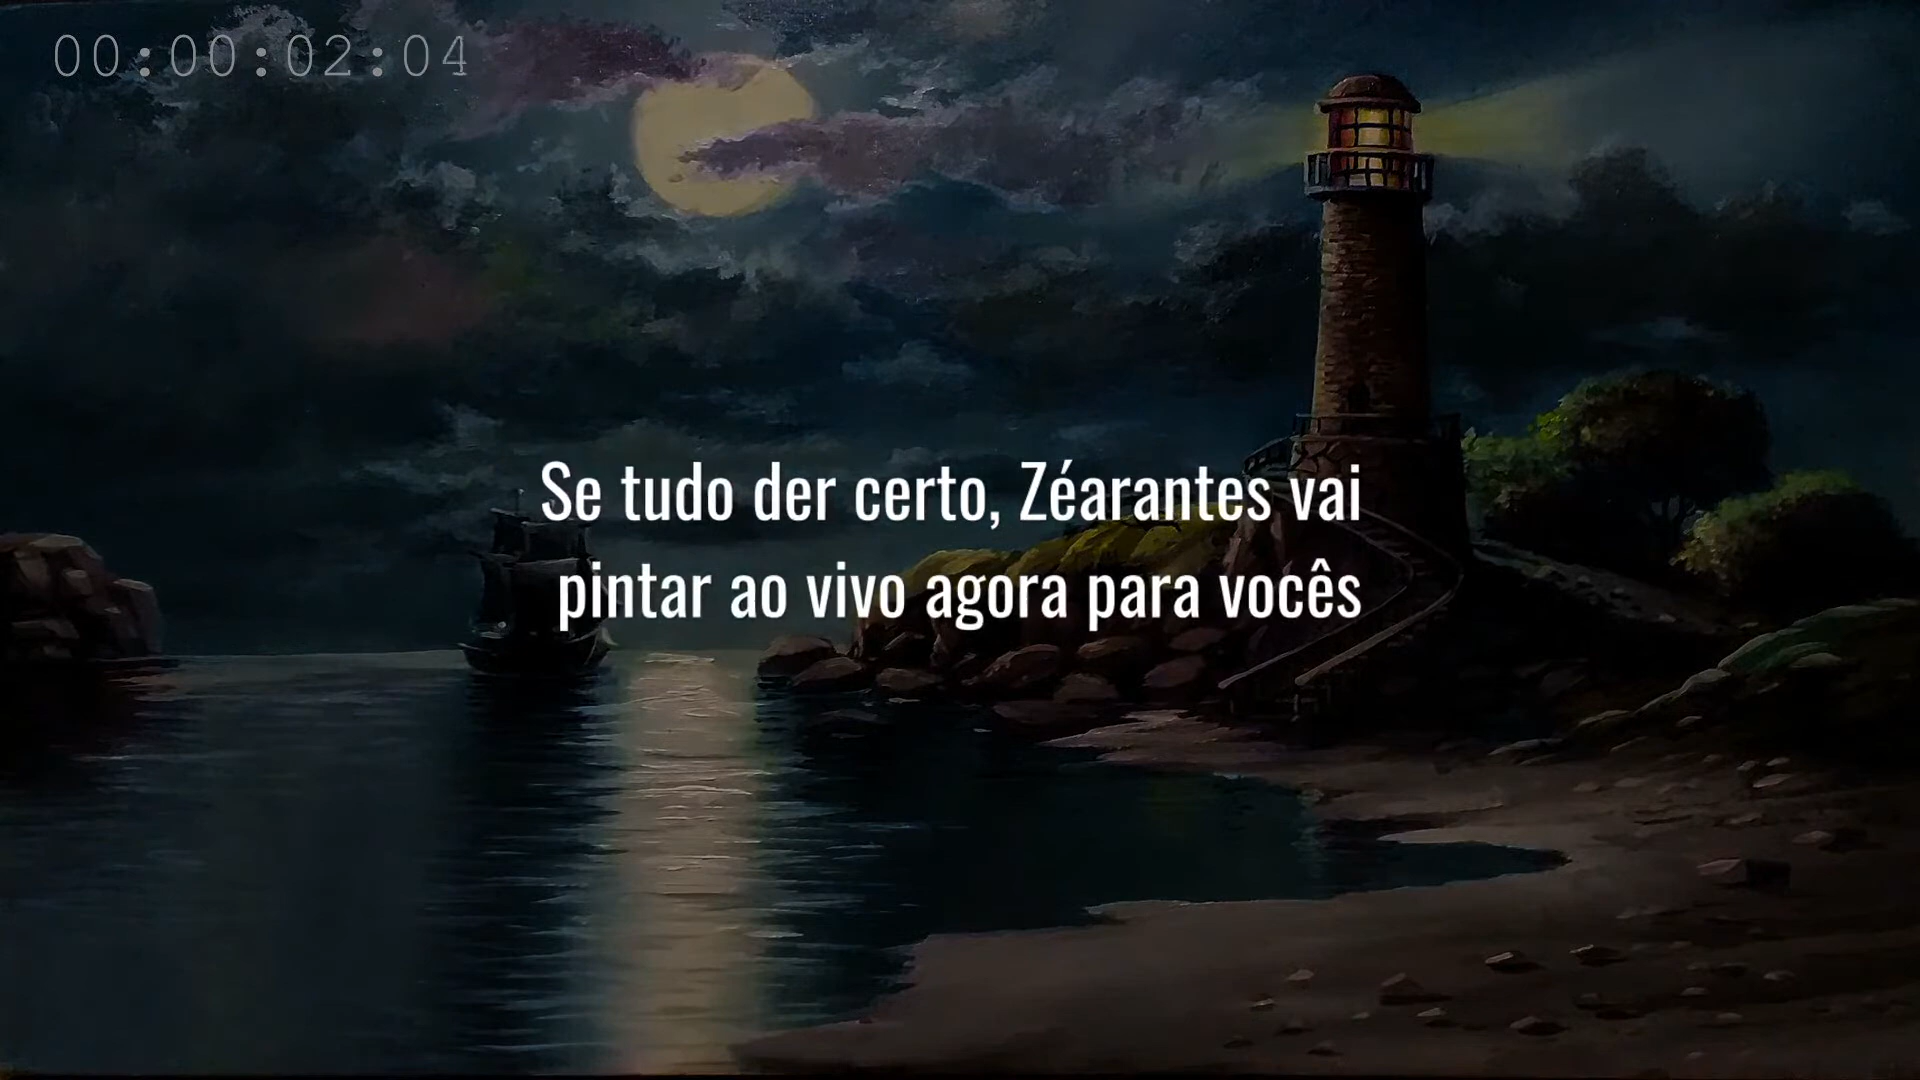 00:00:02:04
Se tudo der certo, Zéarantes vai
pintar ao vivo agora para vocês